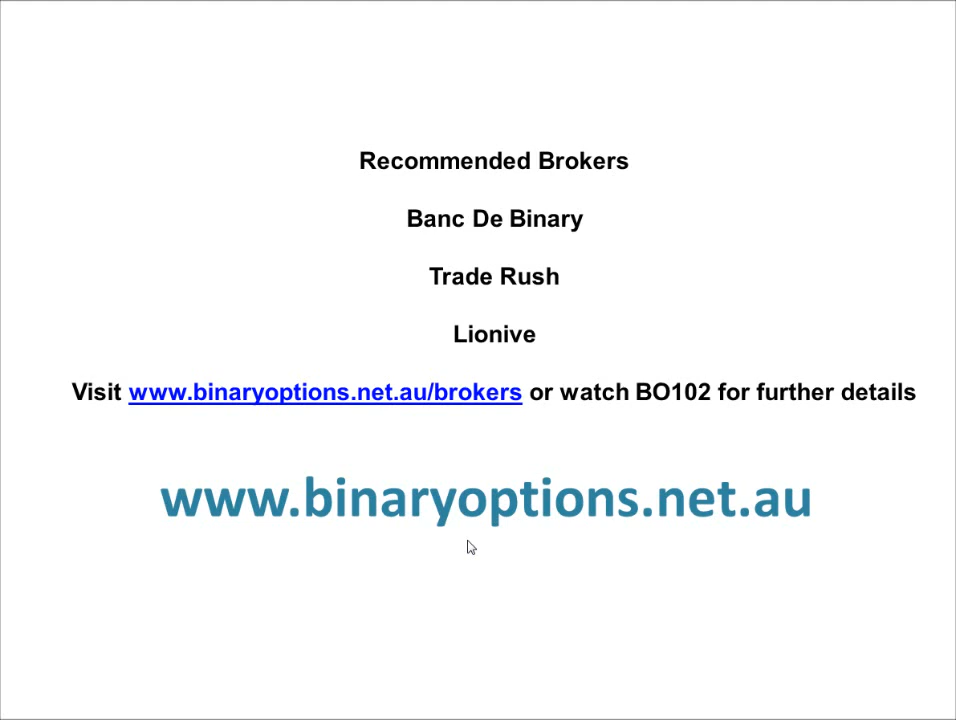 Recommended Brokers
Banc De Binary
Trade Rush
Lionive
Visit www.binaryoptions.net.au/brokers or watch BO102 for further details
www.binaryoptions.net.au